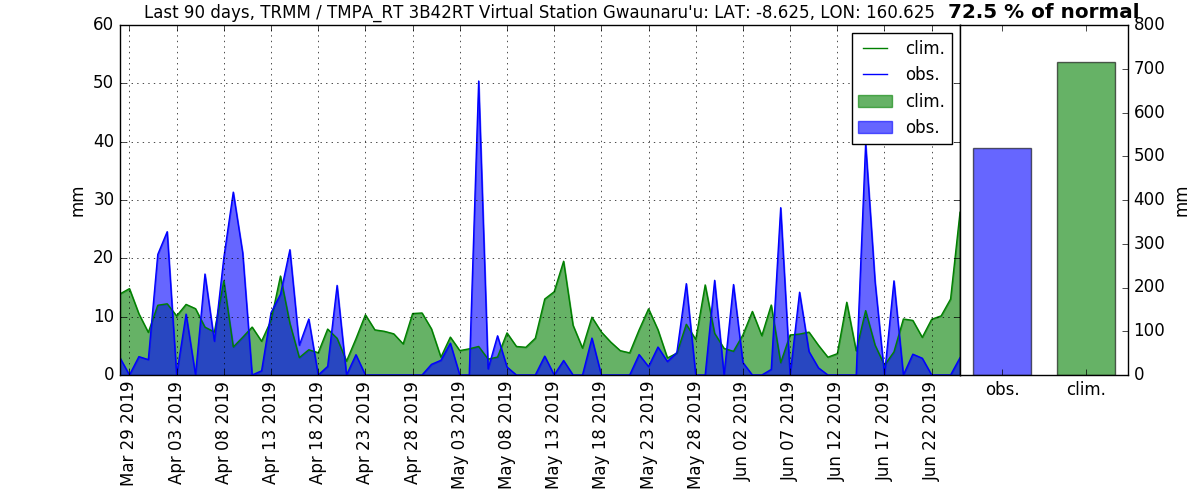 Last 90 days, TRMM / TMPA_RT 3B42RT Virtual Station Gwaunaru'u: LAT: -8.625, LON: 160.625 72.5 % of normal
60
50
40
30
20
10
0
mm
clim.
obs.
clim.
obs.
800
700
600
500
400
300
200
100
0
mm
Mar 29 2019
Apr 03 2019
Apr 08 2019
Apr 13 2019
Apr 18 2019
Apr 23 2019
Apr 28 2019
May 03 2019
May 08 2019
May 13 2019
May 18 2019
May 23 2019
May 28 2019
Jun 02 2019
Jun 07 2019
Jun 12 2019
Jun 17 2019
Jun 22 2019
obs.
clim.